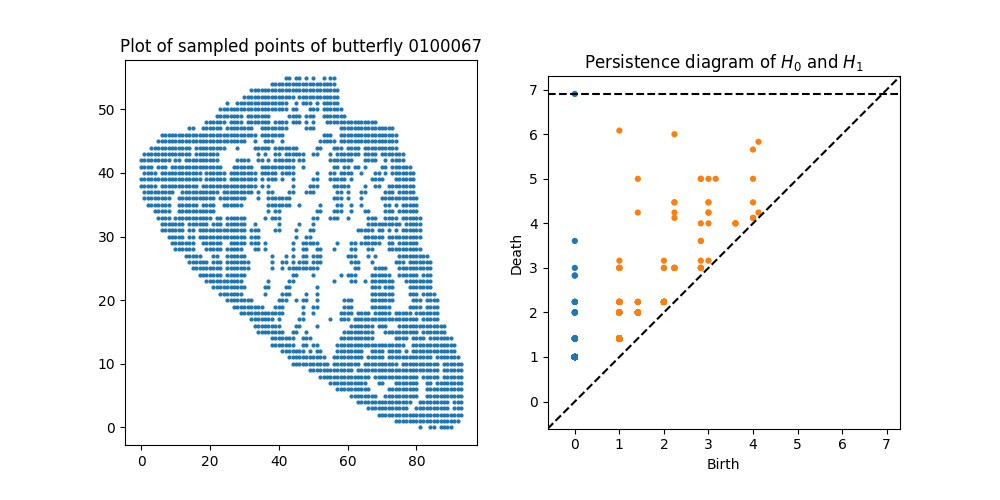 Plot of sampled points of butterfly 0100067
50
40
30
20
10
0
0 20 40 60 80
Persistence diagram of H₀ and H₁
7
6
5
4
3
2
1
0
Death
0 1 2 3 4 5 6 7
Birth